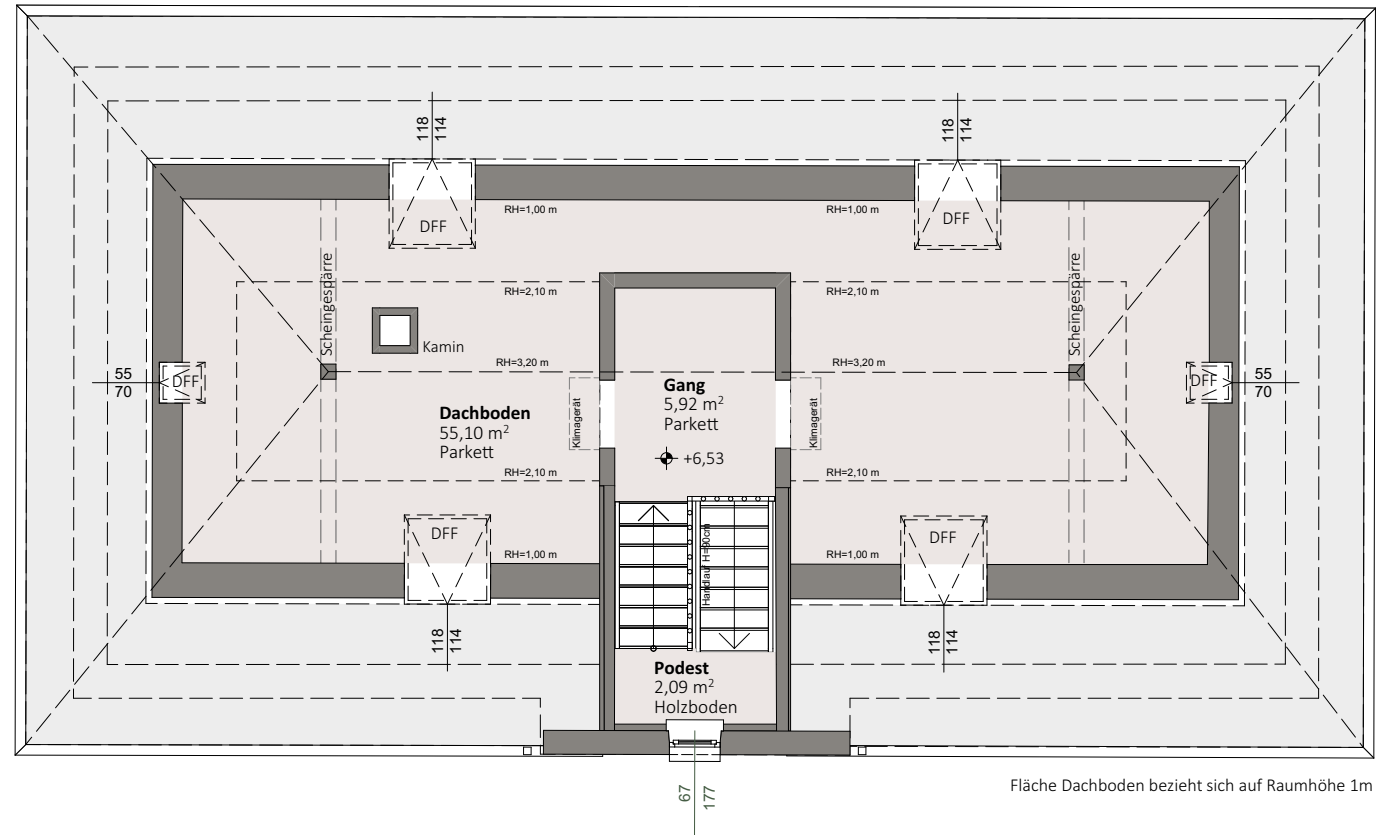 118
114
118
114
DFF
DFF
RH=1,00 m
RH=1,00 m
Scheingespärre
Scheingespärre
RH=2,10 m
RH=2,10 m
Kamin
RH=3,20 m
RH=3,20 m
55
70
DFF
DFF
55
70
Gang
5,92 m²
Parkett
Dachboden
55,10 m²
Parkett
Klimagerät
Klimagerät
+6,53
RH=2,10 m
RH=2,10 m
DFF
DFF
Handlauf H=90cm
RH=1,00 m
RH=1,00 m
118
114
118
114
Podest
2,09 m²
Holzboden
67
177
Fläche Dachboden bezieht sich auf Raumhöhe 1m